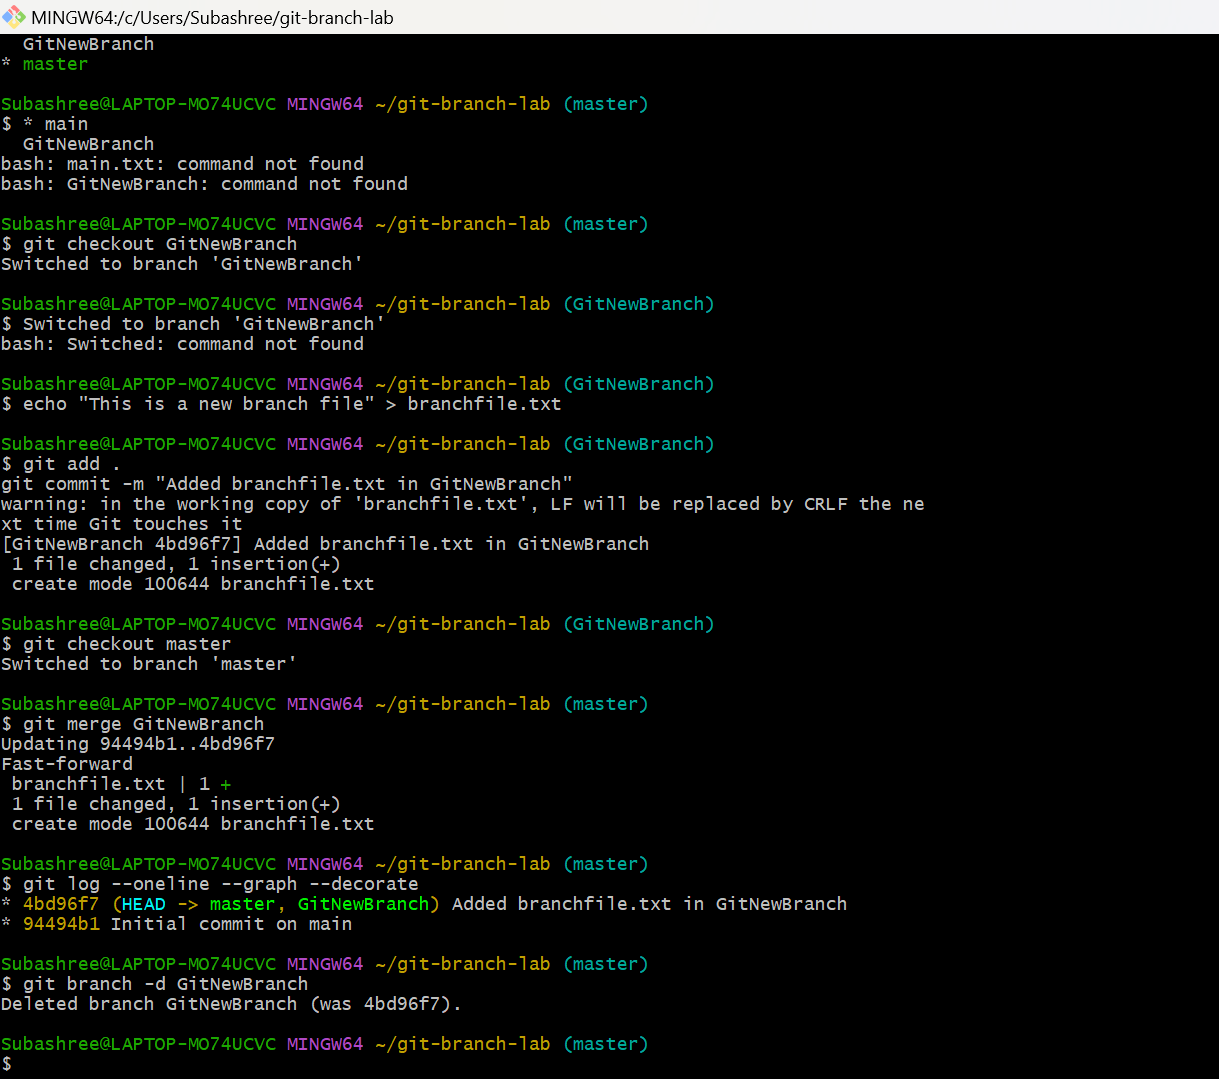 MINGW64:/c/Users/Subashree/git-branch-lab
  GitNewBranch
* master

Subashree@LAPTOP-MO74UCVC MINGW64 ~/git-branch-lab (master)
$ * main
  GitNewBranch
bash: main.txt: command not found
bash: GitNewBranch: command not found

Subashree@LAPTOP-MO74UCVC MINGW64 ~/git-branch-lab (master)
$ git checkout GitNewBranch
Switched to branch 'GitNewBranch'

Subashree@LAPTOP-MO74UCVC MINGW64 ~/git-branch-lab (GitNewBranch)
$ Switched to branch 'GitNewBranch'
bash: Switched: command not found

Subashree@LAPTOP-MO74UCVC MINGW64 ~/git-branch-lab (GitNewBranch)
$ echo "This is a new branch file" > branchfile.txt

Subashree@LAPTOP-MO74UCVC MINGW64 ~/git-branch-lab (GitNewBranch)
$ git add .
git commit -m "Added branchfile.txt in GitNewBranch"
warning: in the working copy of 'branchfile.txt', LF will be replaced by CRLF the ne
xt time Git touches it
[GitNewBranch 4bd96f7] Added branchfile.txt in GitNewBranch
 1 file changed, 1 insertion(+)
 create mode 100644 branchfile.txt

Subashree@LAPTOP-MO74UCVC MINGW64 ~/git-branch-lab (GitNewBranch)
$ git checkout master
Switched to branch 'master'

Subashree@LAPTOP-MO74UCVC MINGW64 ~/git-branch-lab (master)
$ git merge GitNewBranch
Updating 94494b1..4bd96f7
Fast-forward
 branchfile.txt | 1 +
 1 file changed, 1 insertion(+)
 create mode 100644 branchfile.txt

Subashree@LAPTOP-MO74UCVC MINGW64 ~/git-branch-lab (master)
$ git log --oneline --graph --decorate
* 4bd96f7 (HEAD -> master, GitNewBranch) Added branchfile.txt in GitNewBranch
* 94494b1 Initial commit on main

Subashree@LAPTOP-MO74UCVC MINGW64 ~/git-branch-lab (master)
$ git branch -d GitNewBranch
Deleted branch GitNewBranch (was 4bd96f7).

Subashree@LAPTOP-MO74UCVC MINGW64 ~/git-branch-lab (master)
$